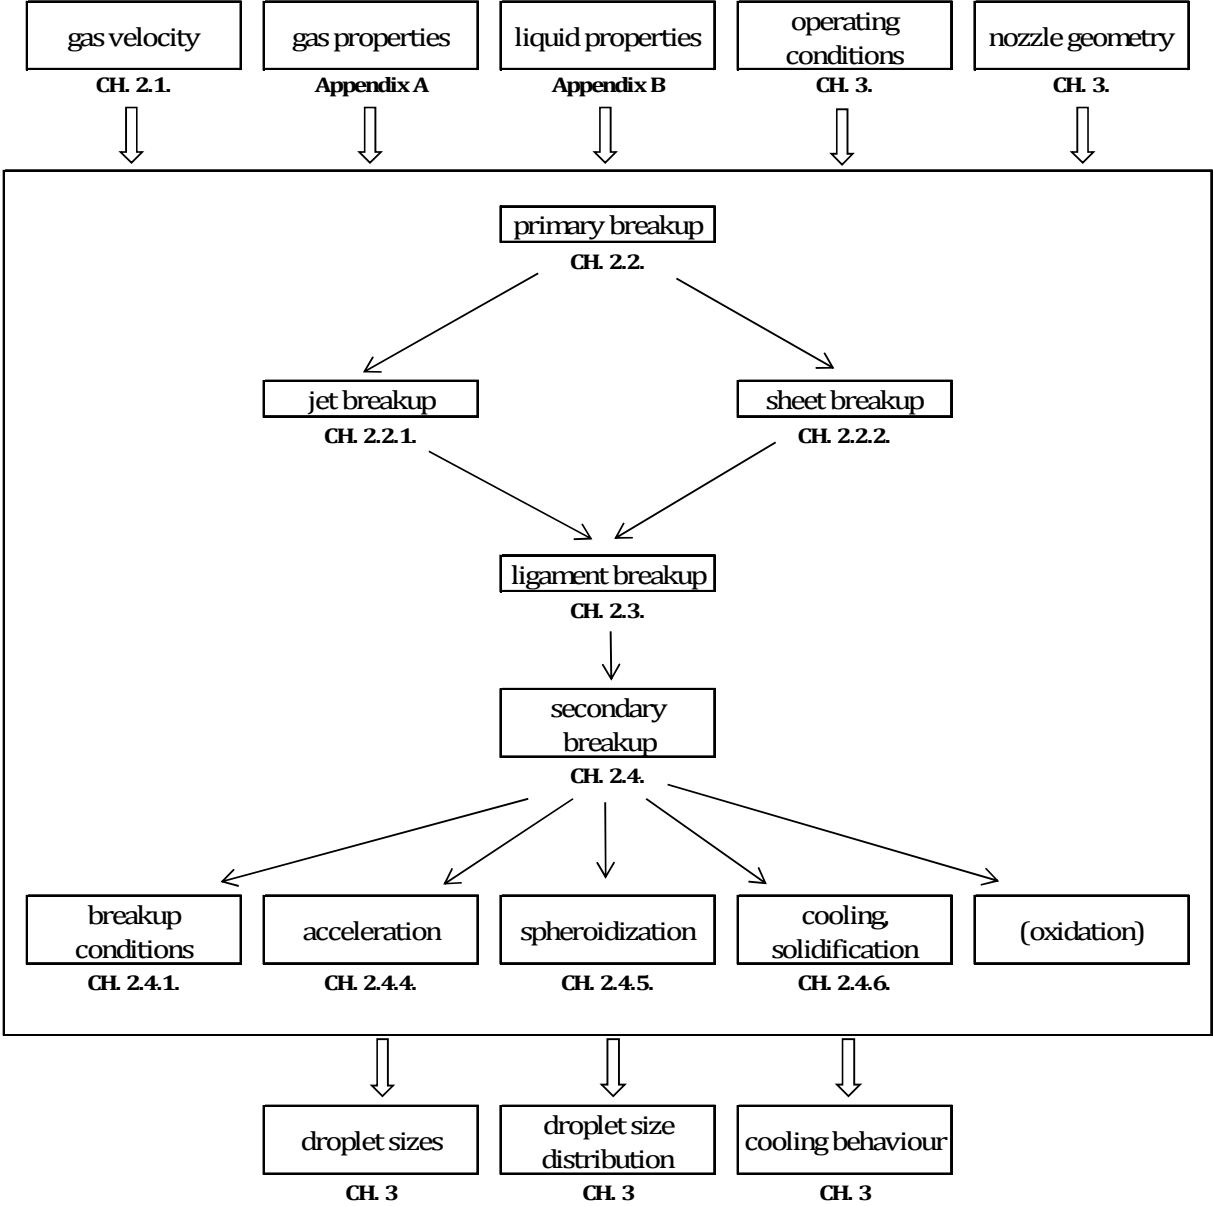 gas velocity
gas properties
liquid properties
operating
conditions
nozzle geometry
CH. 2.1.
Appendix A
Appendix B
CH. 3.
CH. 3.
primary breakup
CH. 2.2.
jet breakup
sheet breakup
CH. 2.2.1.
CH. 2.2.2.
ligament breakup
CH. 2.3.
secondary
breakup
CH. 2.4.
breakup
conditions
acceleration
spheroidization
cooling,
solidification
(oxidation)
CH. 2.4.1.
CH. 2.4.4.
CH. 2.4.5.
CH. 2.4.6.
droplet sizes
droplet size
distribution
cooling behaviour
CH. 3
CH. 3
CH. 3